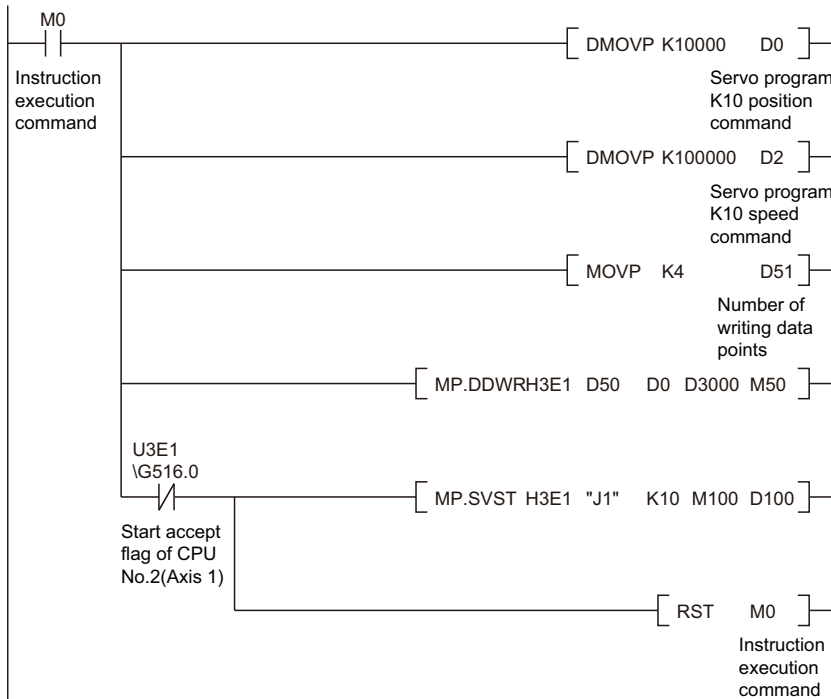 M0
DMOVP K10000 D0
Instruction
execution
command
Servo program
K10 position
command
DMOVP K100000 D2
Servo program
K10 speed
command
MOVP K4 D51
Number of
writing data
points
MP.DDWRH3E1 D50 D0 D3000 M50
U3E1
\G516.0
MP.SVST H3E1 "J1" K10 M100 D100
Start accept
flag of CPU
No.2(Axis 1)
RST M0
Instruction
execution
command